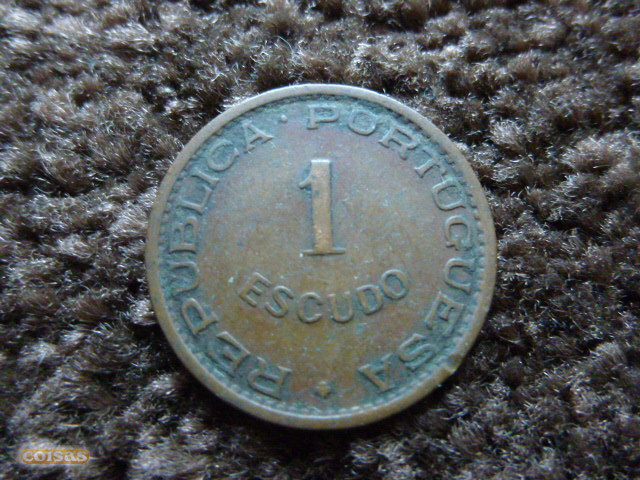 REPUBLICA · PORTUGUESA
1
ESCUDO
coisas